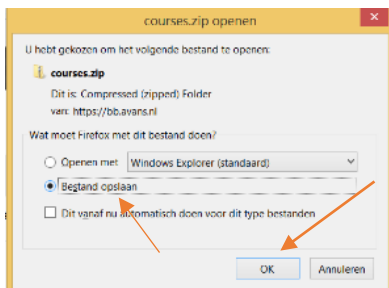 courses.zip openen
U hebt gekozen om het volgende bestand te openen:
courses.zip
Dit is: Compressed (zipped) Folder
van: https://bb.avans.nl
Wat moet Firefox met dit bestand doen?
Openen met Windows Explorer (standaard)
Bestand opslaan
Dit vanaf nu automatisch doen voor dit type bestanden
OK Annuleren